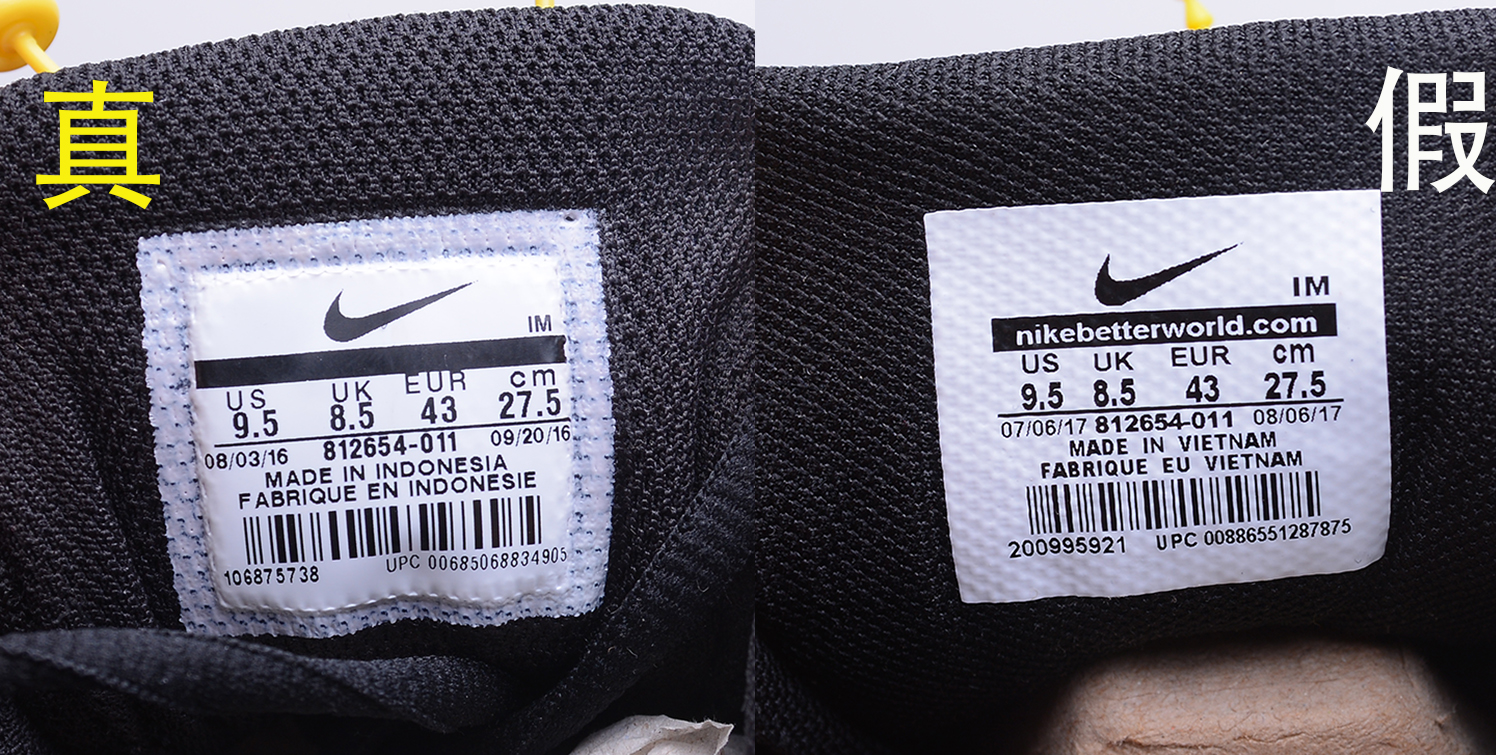 真
IM
US UK EUR cm
9.5 8.5 43 27.5
08/03/16 812654-011 09/20/16
MADE IN INDONESIA
FABRIQUE EN INDONESIE
106875738 UPC 00685068834905
假
IM
nikebetterworld.com
US UK EUR cm
9.5 8.5 43 27.5
07/06/17 812654-011 08/06/17
MADE IN VIETNAM
FABRIQUE EU VIETNAM
200995921 UPC 00886551287875